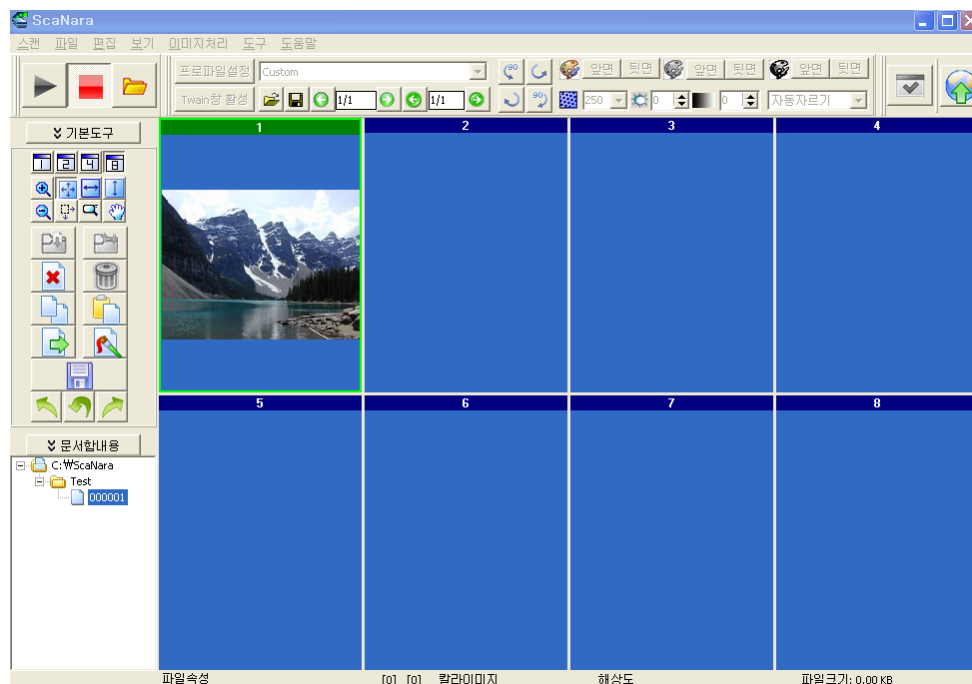 ScaNara
스캔 파일 편집 보기 이미지처리 도구 도움말
프로파일설정 Custom 90 앞면 뒷면 앞면 뒷면 앞면 뒷면
Twain창 활성 1/1 1/1 90 250 0 0 자동자르기
기본도구
1 2 4 8
1 2 3 4
5 6 7 8
문서함내용
C:₩ScaNara
Test
000001
파일속성 [0] [0] 칼라이미지 해상도 파일크기: 0.00 KB